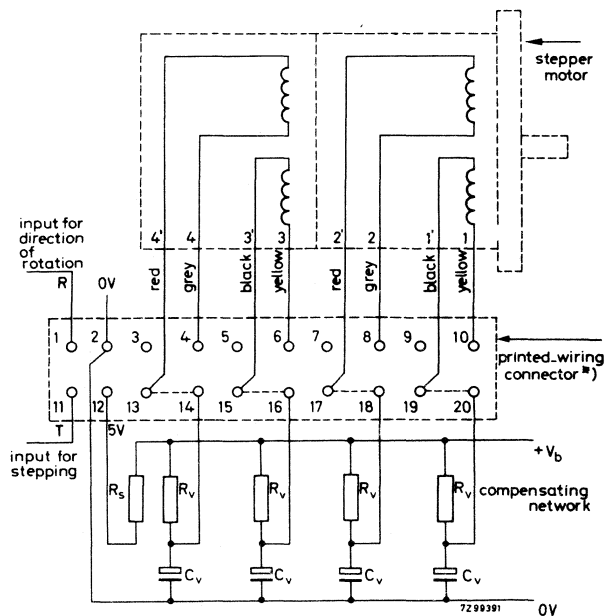 stepper
motor
input for
direction
of
rotation
R
0V
4' 4 3' 3 2' 2 1' 1
red grey black yellow red grey black yellow
1 2 3 4 5 6 7 8 9 10
printed-wiring
connector *)
11 12 13 14 15 16 17 18 19 20
T 5V
input for
stepping
+Vb
Rs Rv Rv Rv Rv
compensating
network
Cv Cv Cv Cv
7Z99391
0V